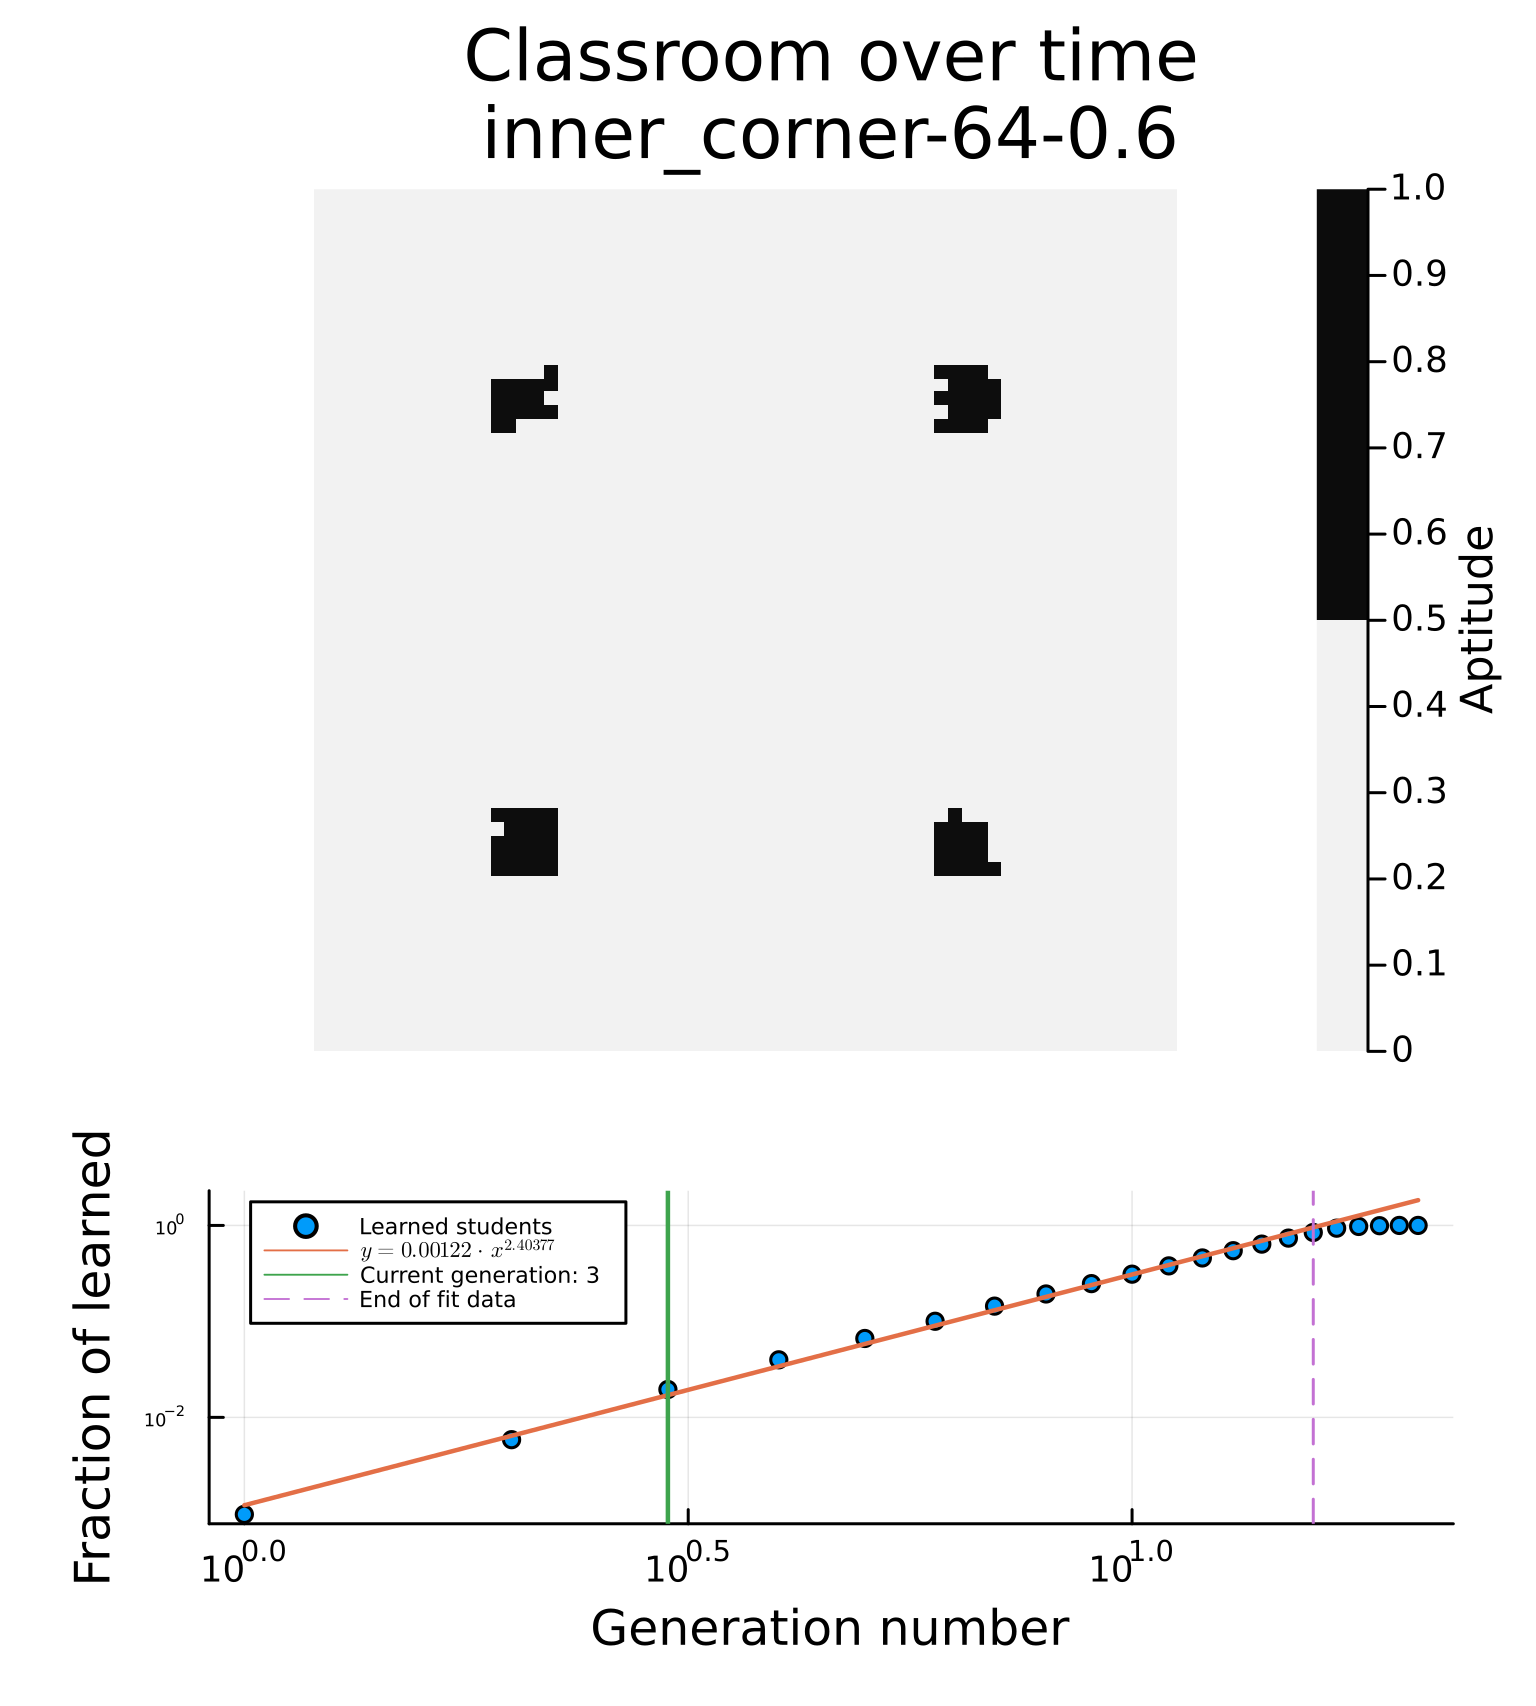 Classroom over time
inner_corner-64-0.6
1.0
0.9
0.8
0.7
0.6
0.5
0.4
0.3
0.2
0.1
0
Aptitude
Fraction of learned
10^0
10^−2
Learned students
y = 0.00122 · x^2.40377
Current generation: 3
End of fit data
10^0.0
10^0.5
10^1.0
Generation number